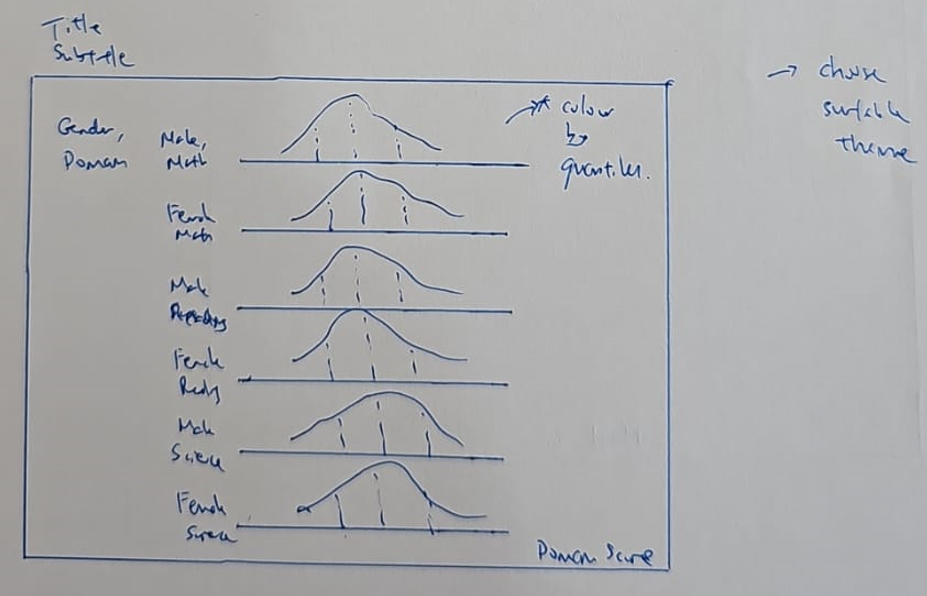 Title
Subtitle
→ choose
suitable
theme
Gender,
Domain
Male,
Math
→ * colour
by
quantiles.
Female
Math
Male
Reading
Female
Reading
Male
Science
Female
Science
Domain Score